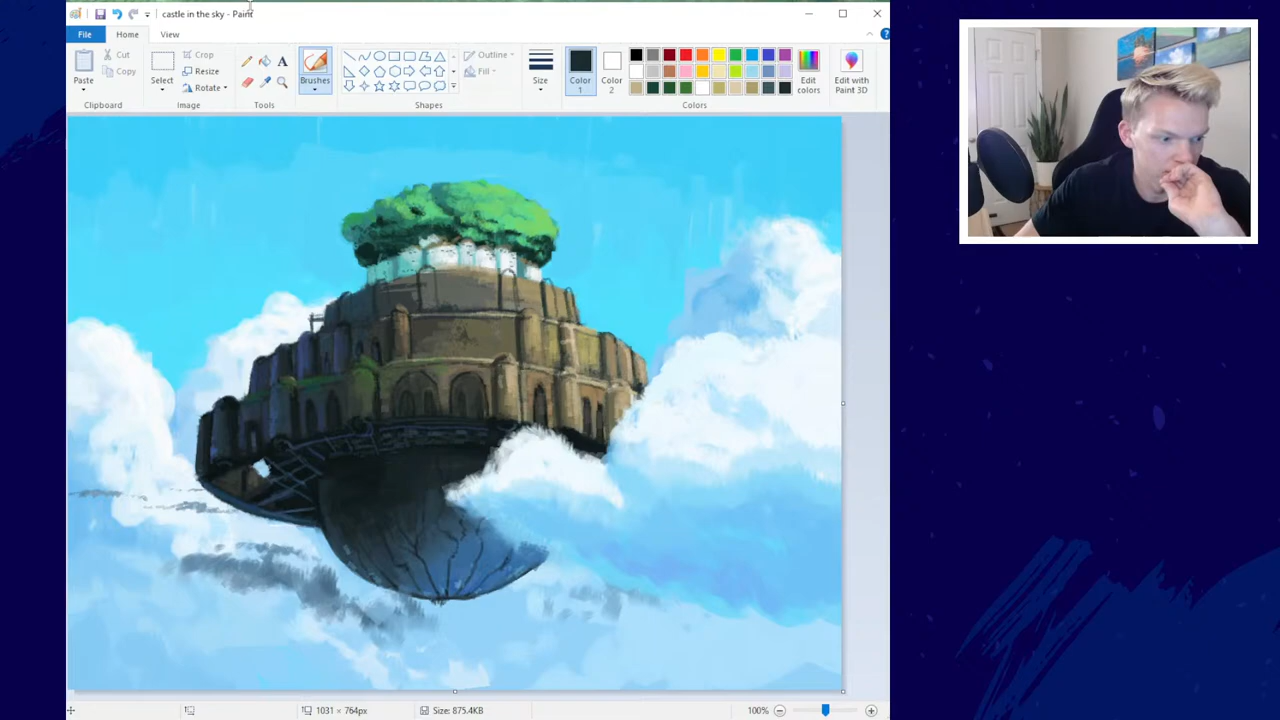 castle in the sky - Paint
File
Home
View
Paste
Cut
Copy
Clipboard
Select
Crop
Resize
Rotate
Image
A
Tools
Brushes
Outline
Fill
Shapes
Size
Color 1
Color 2
Edit colors
Edit with Paint 3D
Colors
1031 × 764px
Size: 875.4KB
100%